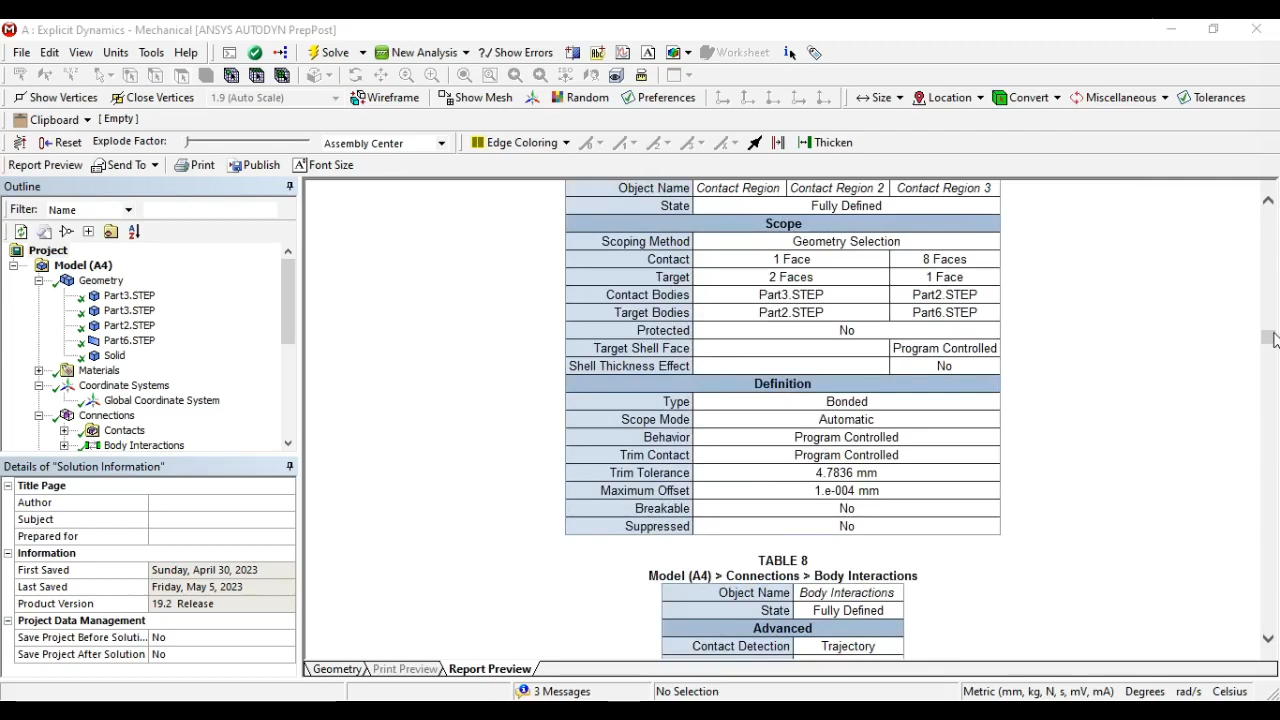 A : Explicit Dynamics - Mechanical [ANSYS AUTODYN PrepPost]
File Edit View Units Tools Help Solve New Analysis ?/ Show Errors Worksheet
Show Vertices Close Vertices 1.9 (Auto Scale) Wireframe Show Mesh Random Preferences Size Location Convert Miscellaneous Tolerances
Clipboard [ Empty ]
Reset Explode Factor: Assembly Center Edge Coloring Thicken
Report Preview Send To Print Publish Font Size
Outline
Filter: Name
Project
Model (A4)
Geometry
Part3.STEP
Part3.STEP
Part2.STEP
Part6.STEP
Solid
Materials
Coordinate Systems
Global Coordinate System
Connections
Contacts
Body Interactions
Details of "Solution Information"
Title Page
Author
Subject
Prepared for
Information
First Saved Sunday, April 30, 2023
Last Saved Friday, May 5, 2023
Product Version 19.2 Release
Project Data Management
Save Project Before Soluti... No
Save Project After Solution No
Object Name Contact Region Contact Region 2 Contact Region 3
State Fully Defined
Scope
Scoping Method Geometry Selection
Contact 1 Face 8 Faces
Target 2 Faces 1 Face
Contact Bodies Part3.STEP Part2.STEP
Target Bodies Part2.STEP Part6.STEP
Protected No
Target Shell Face Program Controlled
Shell Thickness Effect No
Definition
Type Bonded
Scope Mode Automatic
Behavior Program Controlled
Trim Contact Program Controlled
Trim Tolerance 4.7836 mm
Maximum Offset 1.e-004 mm
Breakable No
Suppressed No
TABLE 8
Model (A4) > Connections > Body Interactions
Object Name Body Interactions
State Fully Defined
Advanced
Contact Detection Trajectory
Geometry Print Preview Report Preview
3 Messages No Selection Metric (mm, kg, N, s, mV, mA) Degrees rad/s Celsius